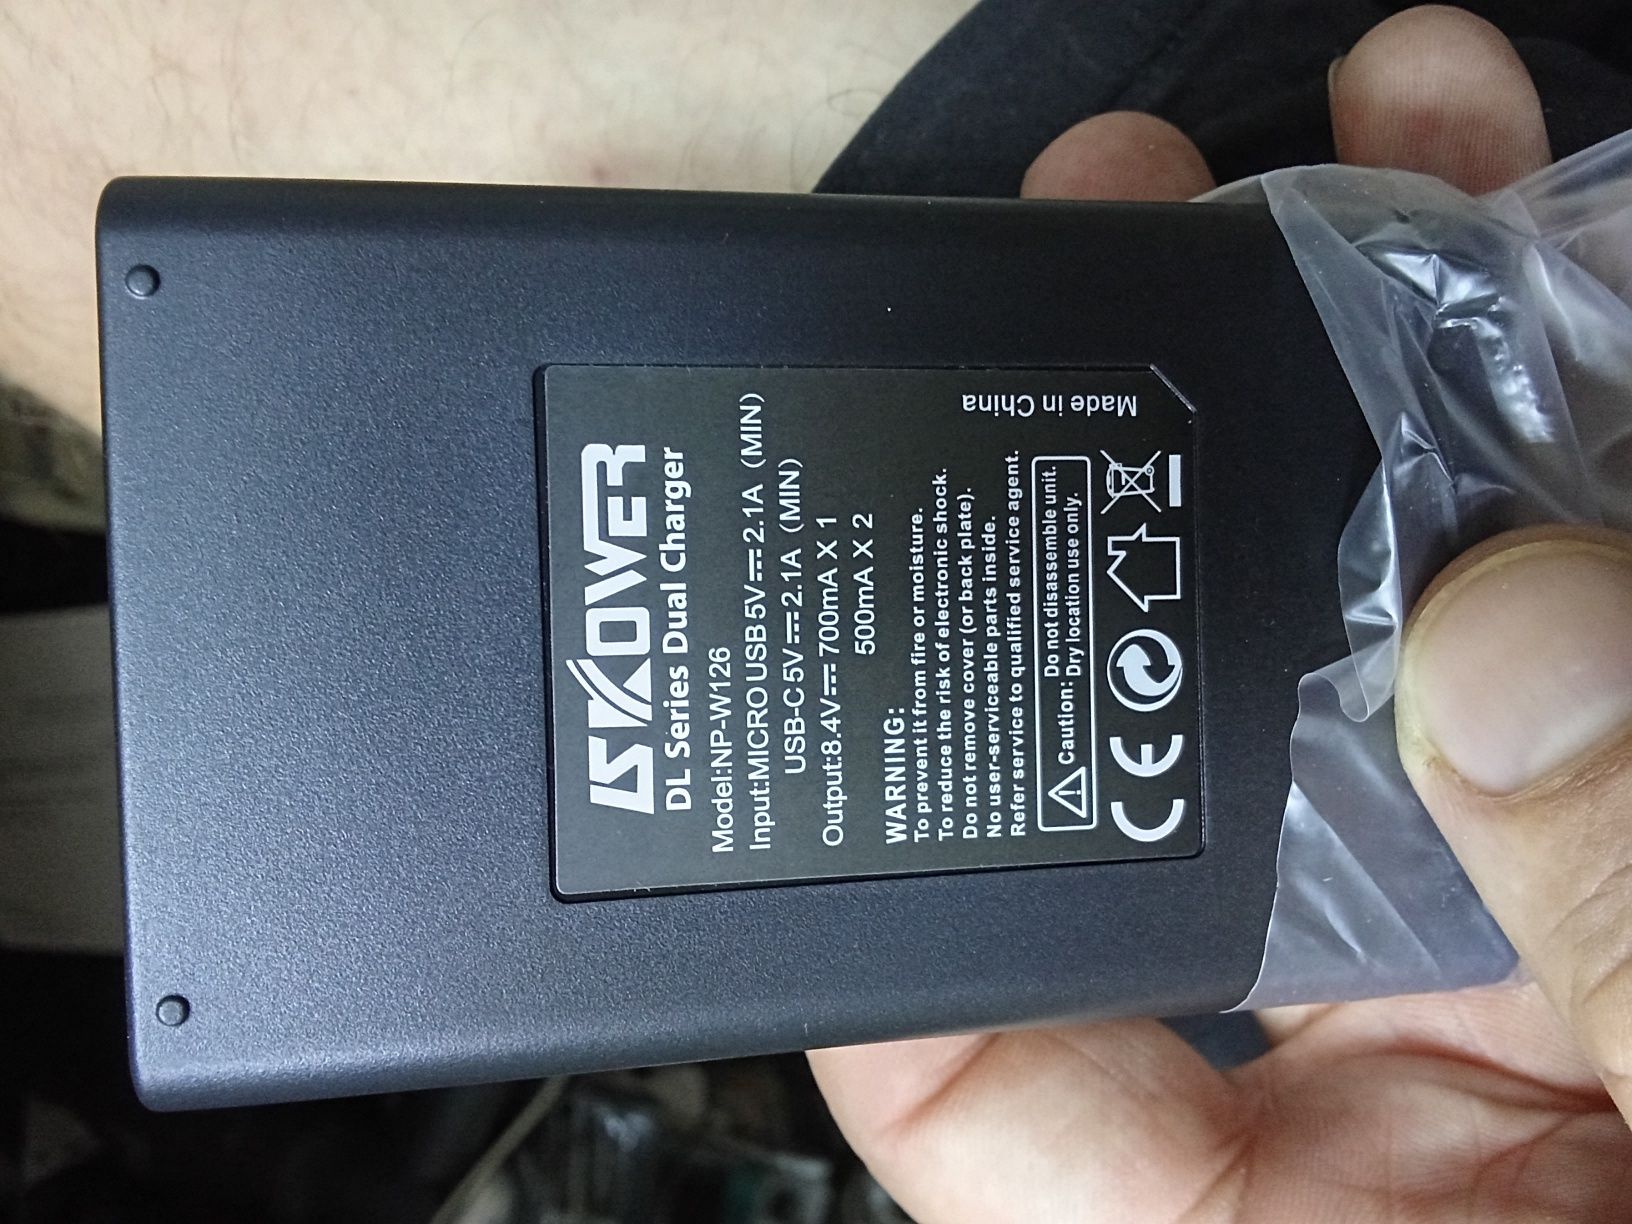 LSKOWER
DL Series Dual Charger
Model:NP-W126
Input:MICRO USB 5V⎓2.1A (MIN)
USB-C 5V⎓2.1A (MIN)
Output:8.4V⎓700mA X 1
500mA X 2
WARNING:
To prevent it from fire or moisture.
To reduce the risk of electronic shock.
Do not remove cover (or back plate).
No user-serviceable parts inside.
Refer service to qualified service agent.
Caution: Do not disassemble unit.
Dry location use only.
CE
Made in China